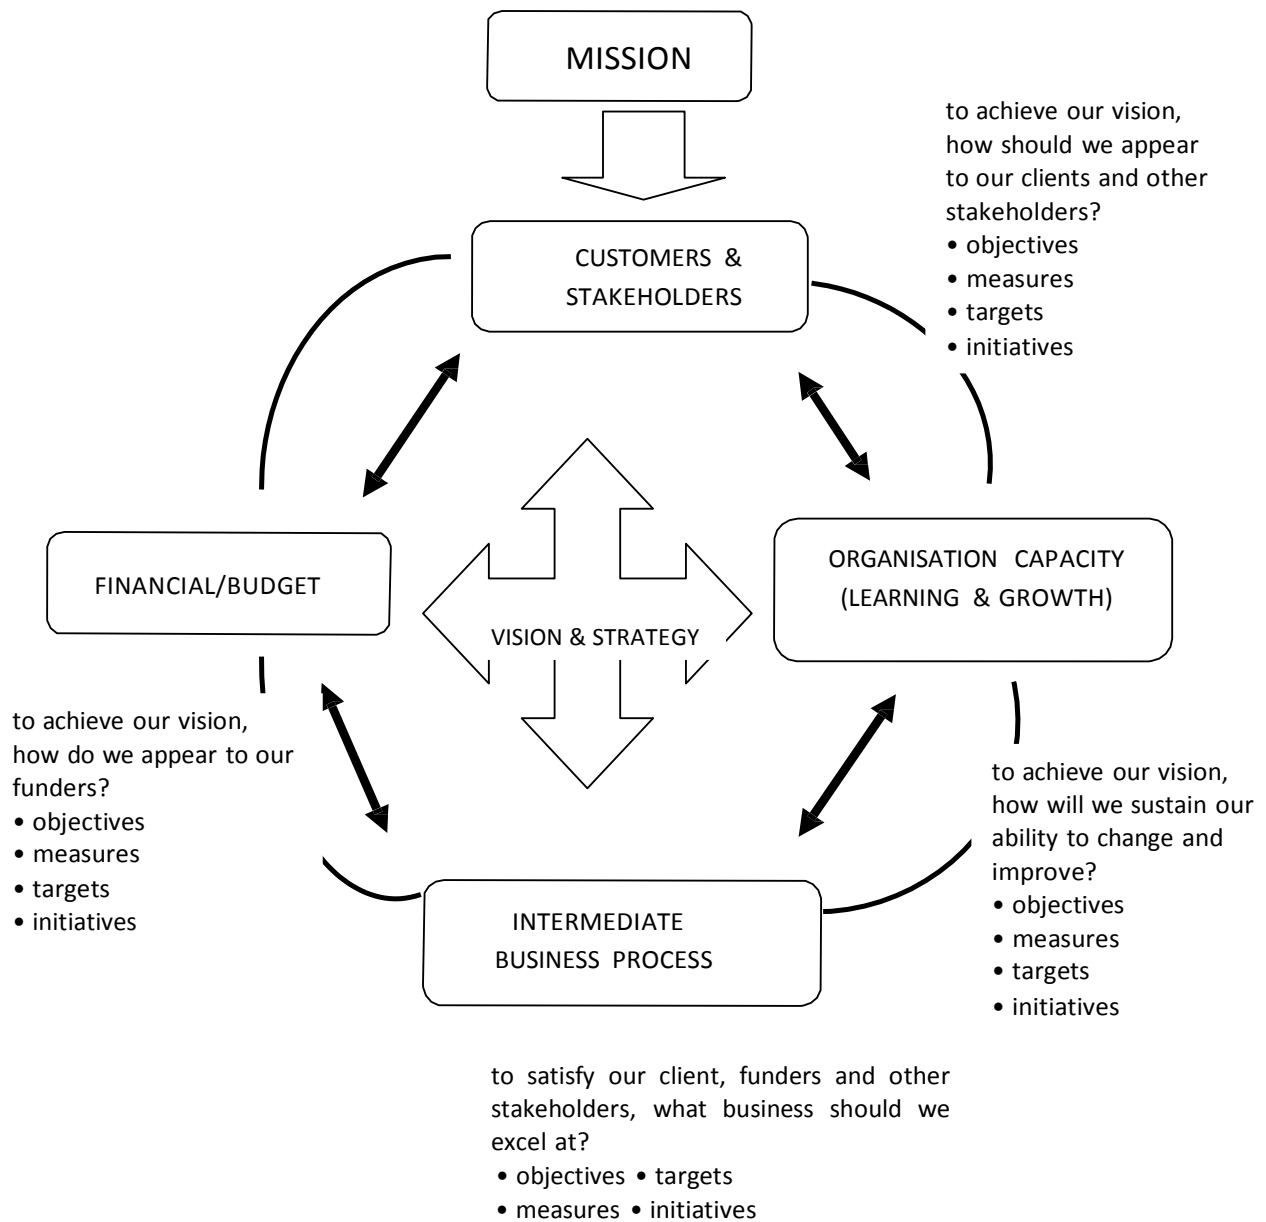 MISSION
to achieve our vision,
how should we appear
to our clients and other
stakeholders?
• objectives
• measures
• targets
• initiatives
CUSTOMERS &
STAKEHOLDERS
FINANCIAL/BUDGET
VISION & STRATEGY
ORGANISATION CAPACITY
(LEARNING & GROWTH)
to achieve our vision,
how do we appear to our
funders?
• objectives
• measures
• targets
• initiatives
to achieve our vision,
how will we sustain our
ability to change and
improve?
• objectives
• measures
• targets
• initiatives
INTERMEDIATE
BUSINESS PROCESS
to satisfy our client, funders and other
stakeholders, what business should we
excel at?
• objectives • targets
• measures • initiatives